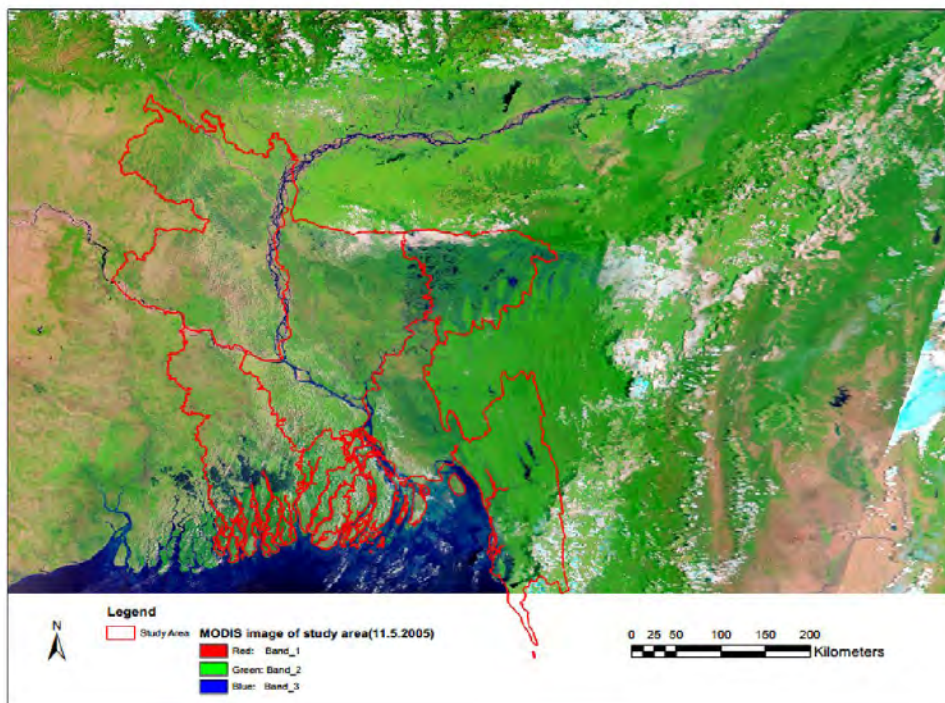 Legend
N
Study Area
MODIS image of study area(11.5.2005)
Red: Band_1
Green: Band_2
Blue: Band_3
0 25 50 100 150 200
Kilometers